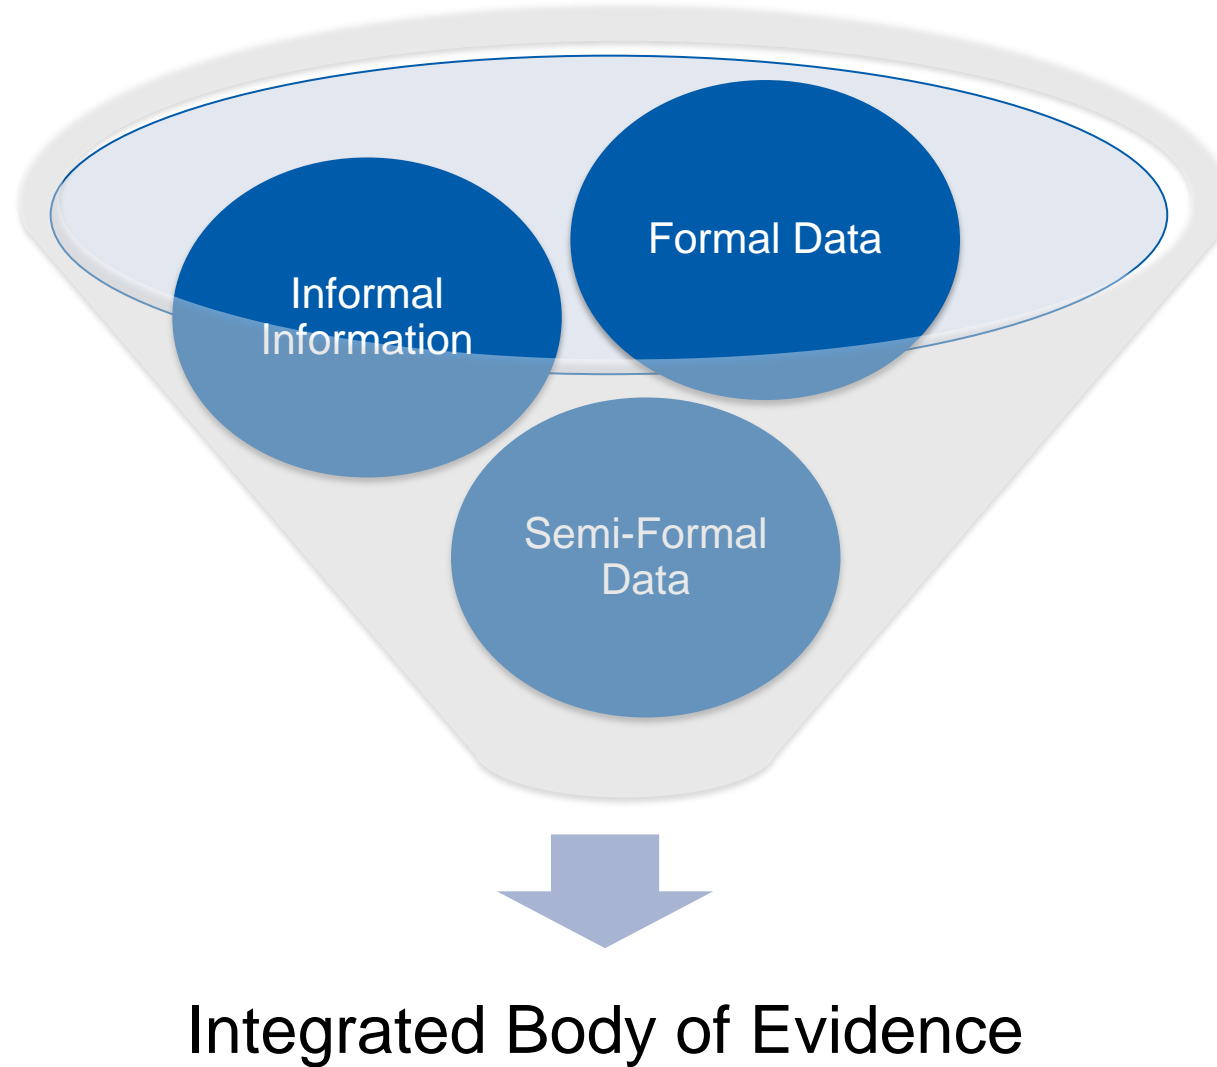 Formal Data
Informal
Information
Semi-Formal
Data
Integrated Body of Evidence